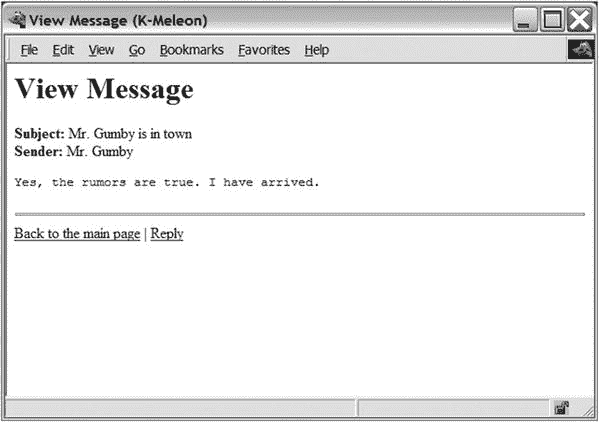 View Message (K-Meleon)
File Edit View Go Bookmarks Favorites Help
View Message
Subject: Mr. Gumby is in town
Sender: Mr. Gumby
Yes, the rumors are true. I have arrived.
Back to the main page | Reply